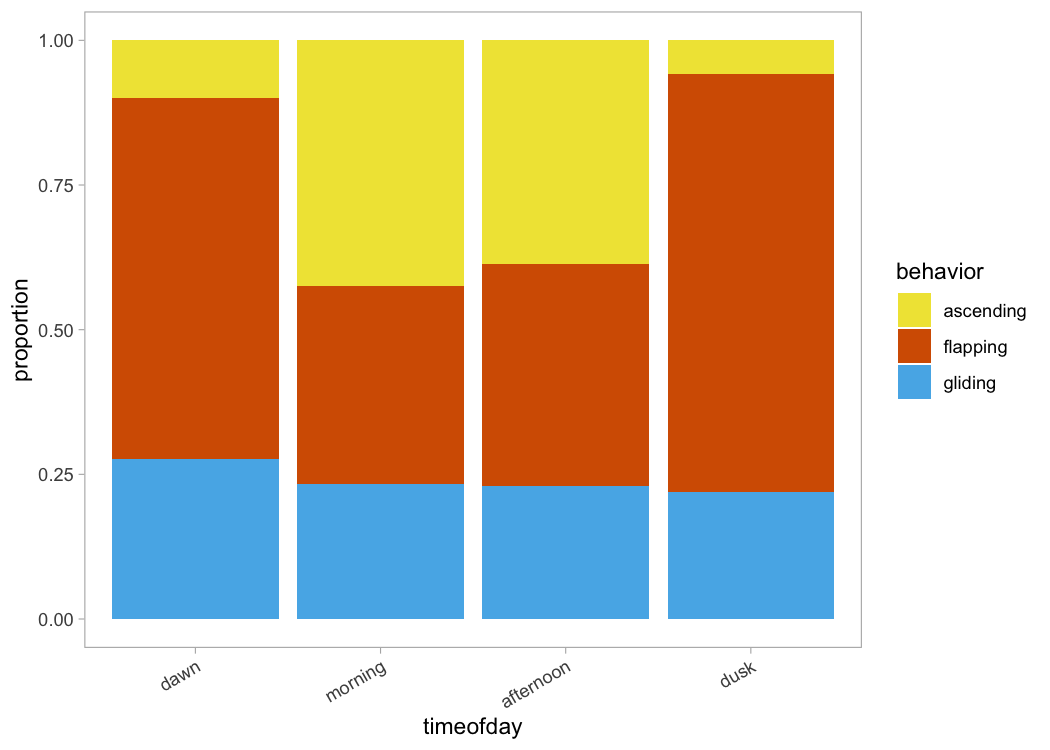 1.00
0.75
0.50
0.25
0.00
proportion
dawn
morning
afternoon
dusk
timeofday
behavior
ascending
flapping
gliding